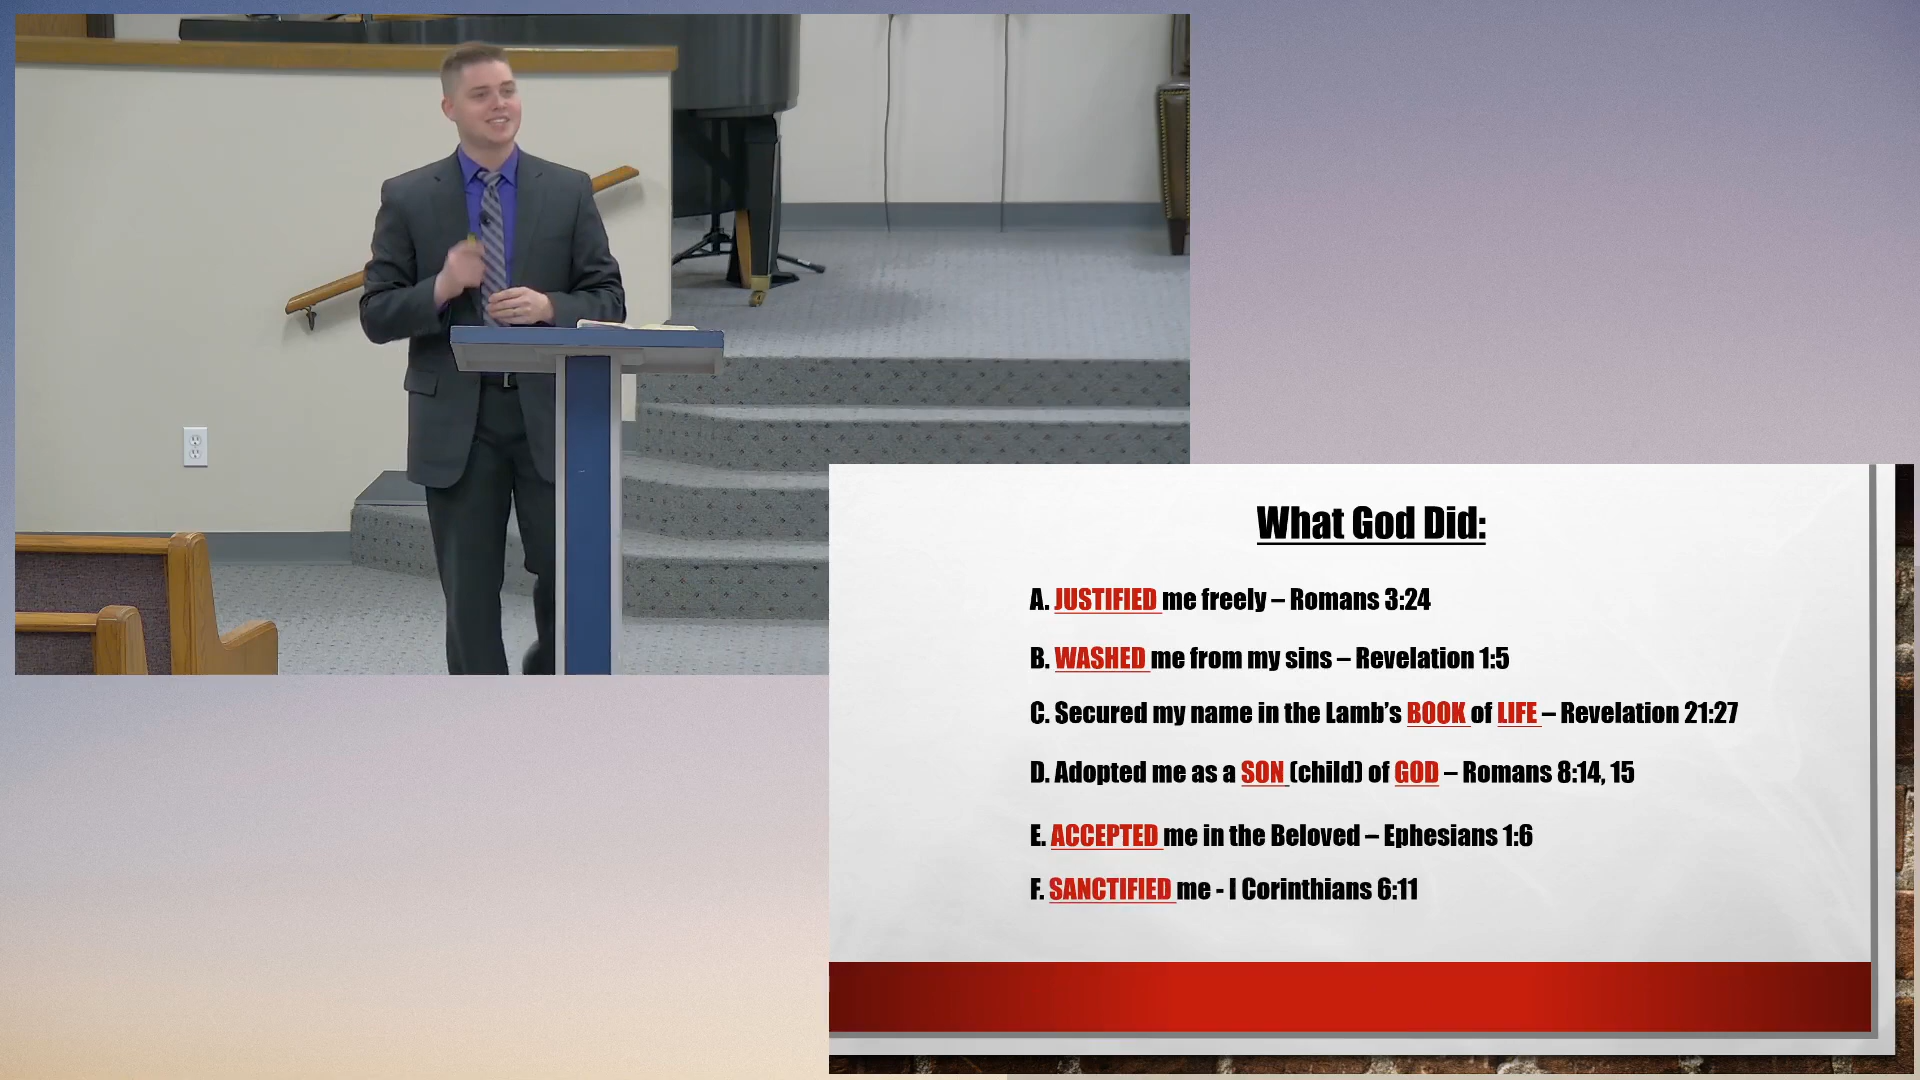 What God Did:
A. JUSTIFIED me freely – Romans 3:24
B. WASHED me from my sins – Revelation 1:5
C. Secured my name in the Lamb’s BOOK of LIFE – Revelation 21:27
D. Adopted me as a SON (child) of GOD – Romans 8:14, 15
E. ACCEPTED me in the Beloved – Ephesians 1:6
F. SANCTIFIED me - I Corinthians 6:11